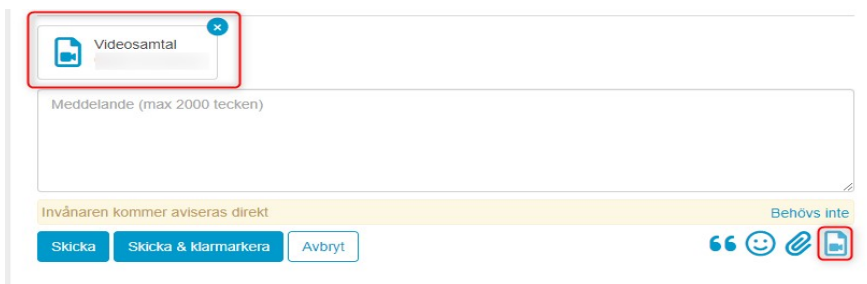 Videosamtal
Meddelande (max 2000 tecken)
Invånaren kommer aviseras direkt Behövs inte
Skicka Skicka & klarmarkera Avbryt